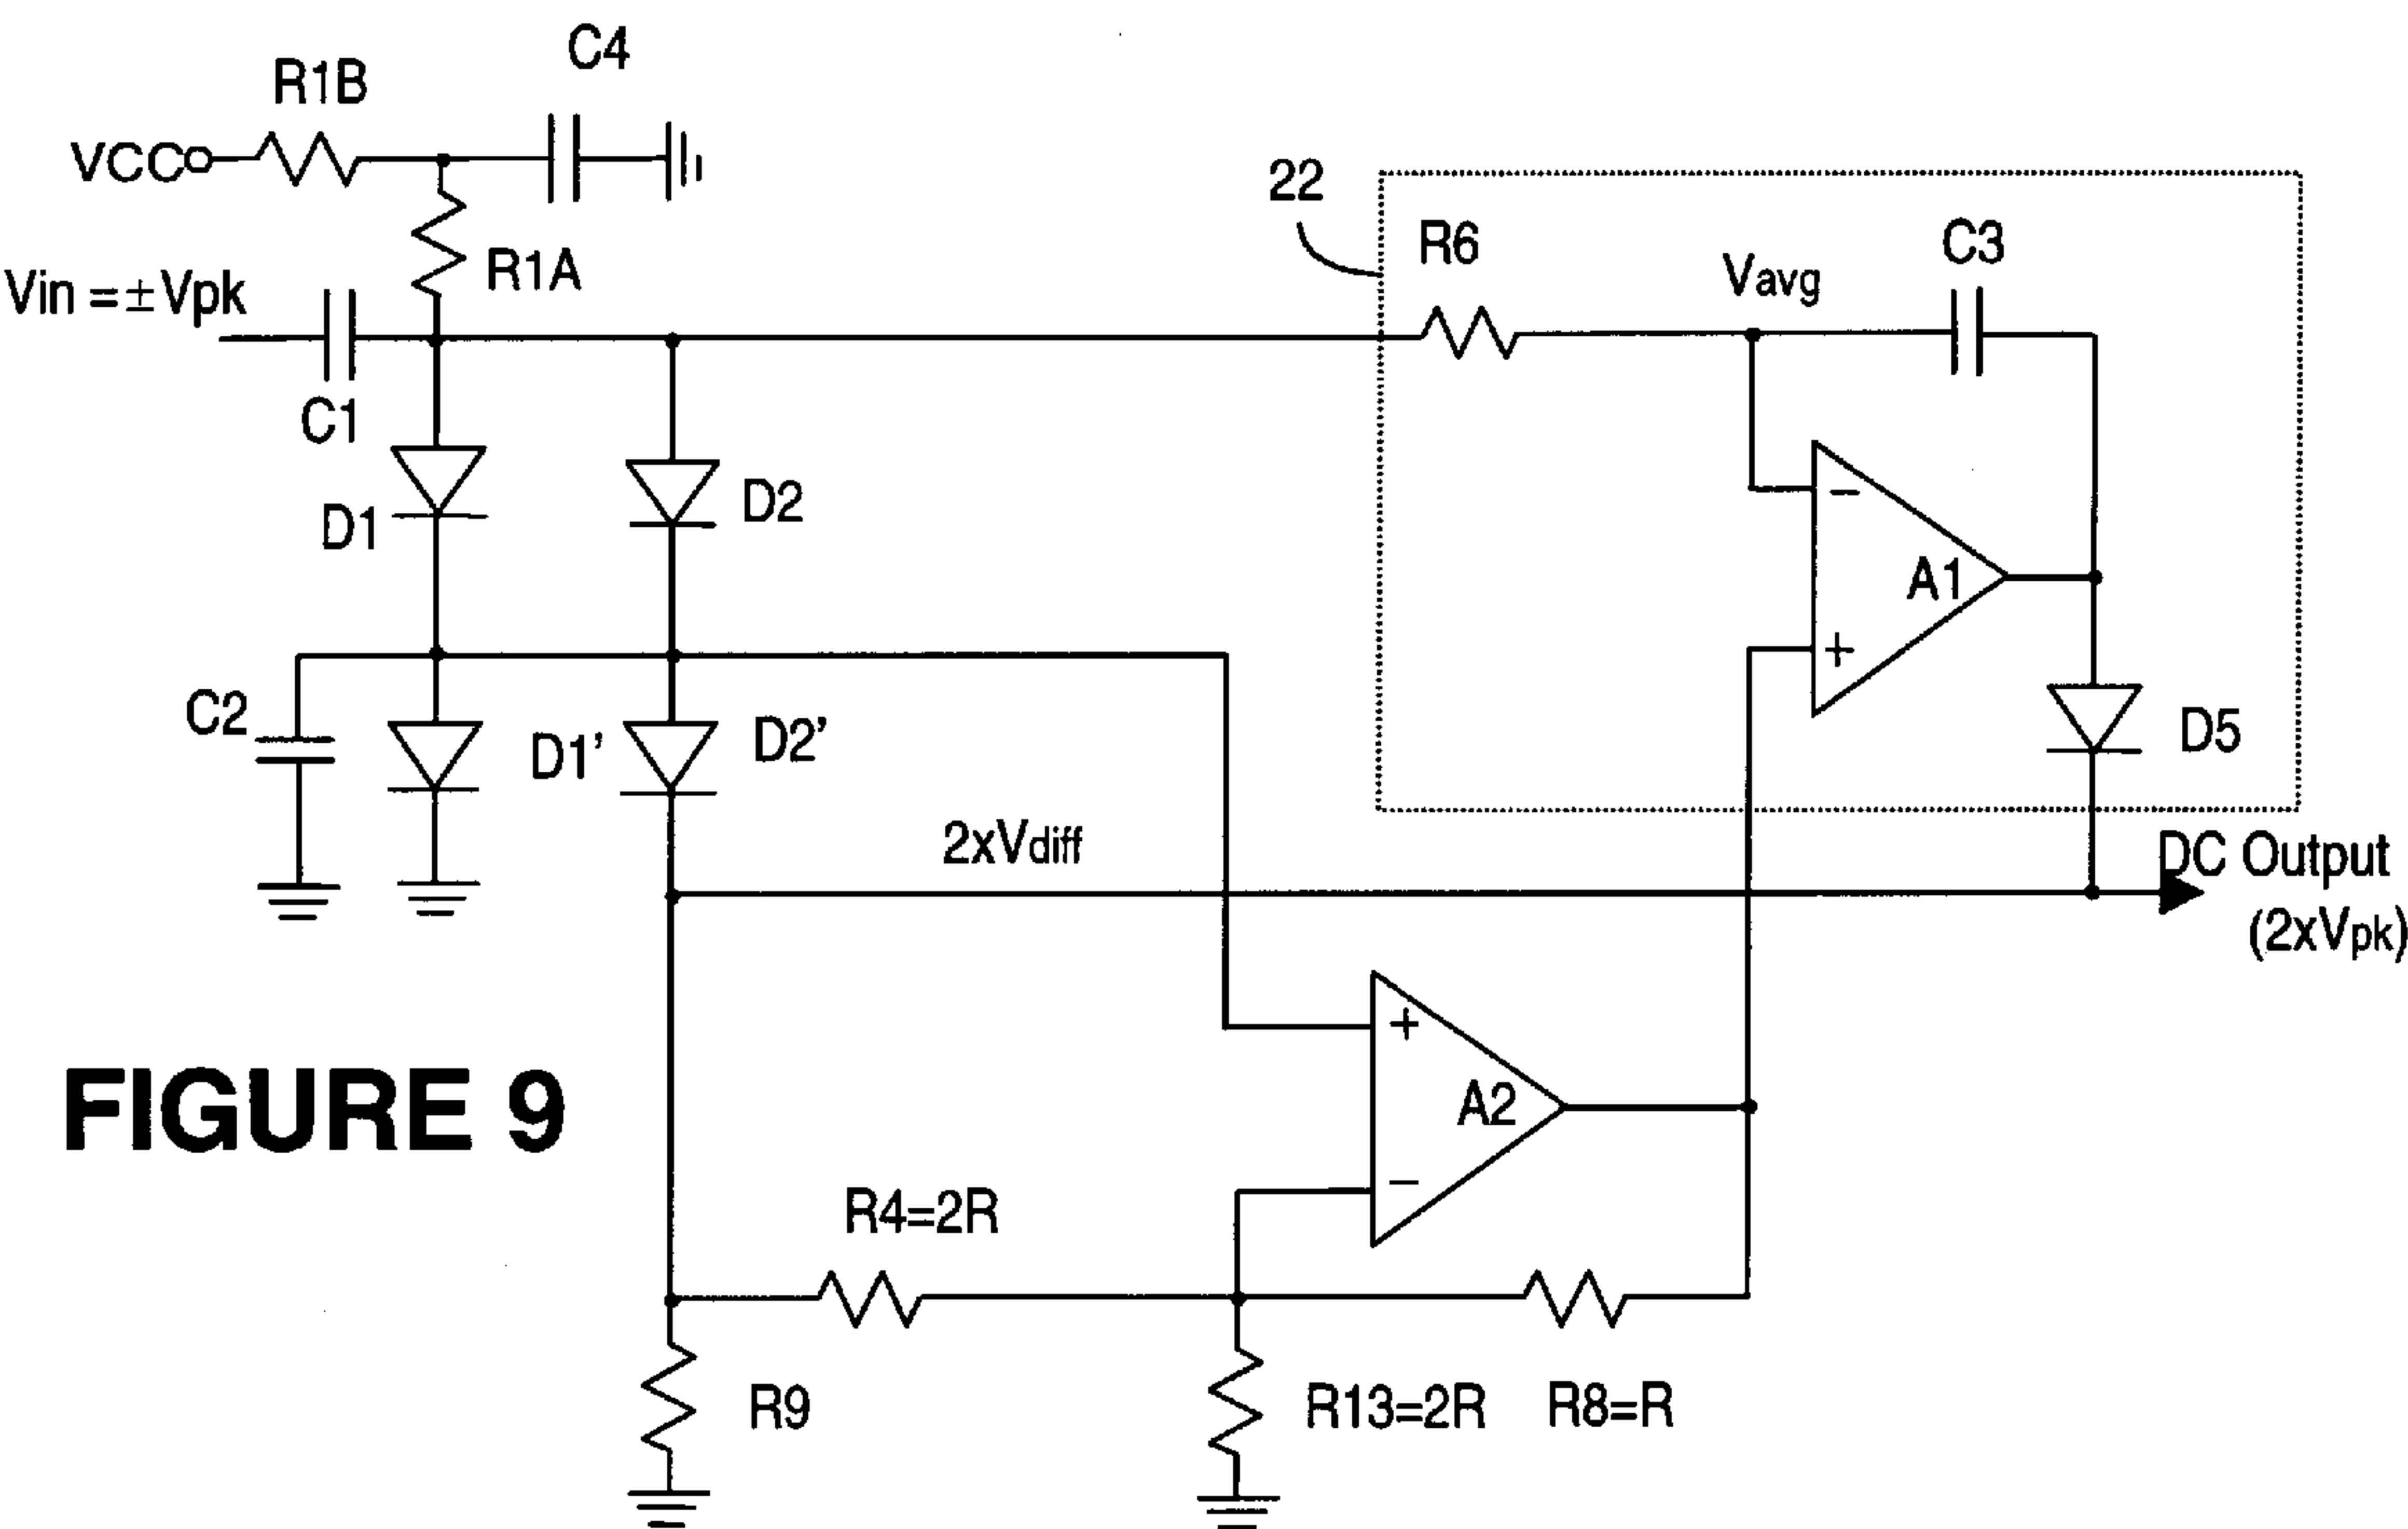 C4
R1B
VCC
22
R6
C3
Vavg
R1A
Vin = ±Vpk
C1
−
D2
D1
A1
+
C2
D1'
D2'
D5
2xVdiff
DC Output
(2xVpk)
+
FIGURE 9
A2
−
R4=2R
R9
R13=2R
R8=R